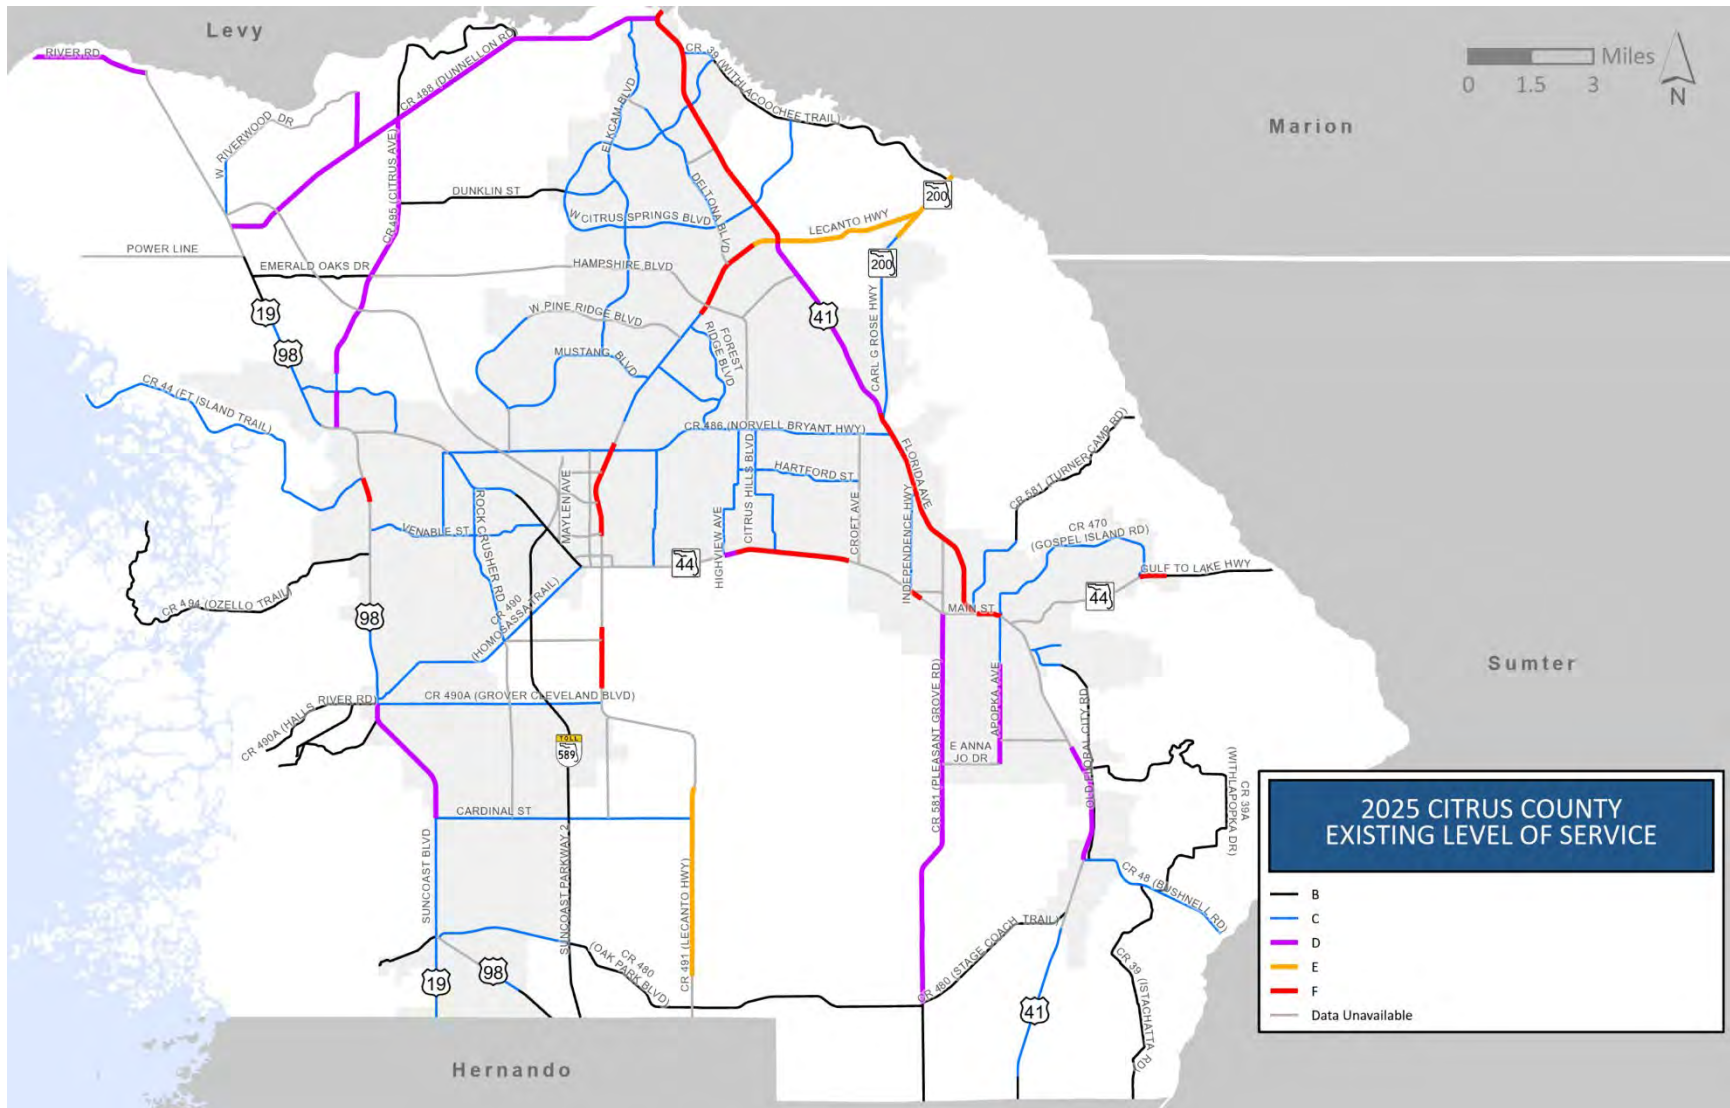 Levy
RIVER RD
CR 488 (DUNNELLON RD)
CR 39 (WITHLACOOCHEE TRAIL)
Miles
0 1.5 3
N
Marion
W RIVERWOOD DR
CR 495 (CITRUS AVE)
ELKCAM BLVD
DUNKLIN ST
DELTONA BLVD
W CITRUS SPRINGS BLVD
LECANTO HWY
200
200
POWER LINE
EMERALD OAKS DR
HAMPSHIRE BLVD
19
98
W PINE RIDGE BLVD
FOREST
RIDGE BLVD
41
CARL G ROSE HWY
MUSTANG BLVD
CR 44 (FT ISLAND TRAIL)
CR 486 (NORVELL BRYANT HWY)
FLORIDA AVE
CR 581 (TURNER CAMP RD)
CITRUS HILLS BLVD
HARTFORD ST
MAYLEN AVE
ROCK CRUSHER RD
VENABLE ST
HIGHVIEW AVE
CROFT AVE
INDEPENDENCE HWY
CR 470
(GOSPEL ISLAND RD)
GULF TO LAKE HWY
44
44
CR 494 (OZELLO TRAIL)
98
CR 490
(HOMOSASSA TRAIL)
MAIN ST
Sumter
CR 490A (HALLS RIVER RD)
CR 490A (GROVER CLEVELAND BLVD)
CR 581 (PLEASANT GROVE RD)
APOPKA AVE
OLD FLORAL CITY RD
E ANNA
JO DR
TOLL
589
CR 39A
(WITHLAPOPKA DR)
CARDINAL ST
SUNCOAST BLVD
SUNCOAST PARKWAY 2
CR 491 (LECANTO HWY)
CR 48 (BUSHNELL RD)
CR 480
(OAK PARK BLVD)
CR 480 (STAGE COACH TRAIL)
CR 39 (ISTACHATTA RD)
98
19
41
Hernando
2025 CITRUS COUNTY
EXISTING LEVEL OF SERVICE
B
C
D
E
F
Data Unavailable